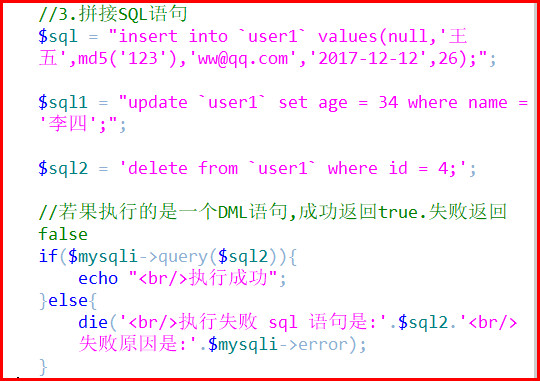 //3.拼接SQL语句
$sql = "insert into `user1` values(null,'王
五',md5('123'),'ww@qq.com','2017-12-12',26);";
$sql1 = "update `user1` set age = 34 where name =
'李四';";
$sql2 = 'delete from `user1` where id = 4;';
//若果执行的是一个DML语句,成功返回true.失败返回
false
if($mysqli->query($sql2)){
echo "<br/>执行成功";
}else{
die('<br/>执行失败 sql 语句是:'.$sql2.'<br/>
失败原因是:'.$mysqli->error);
}